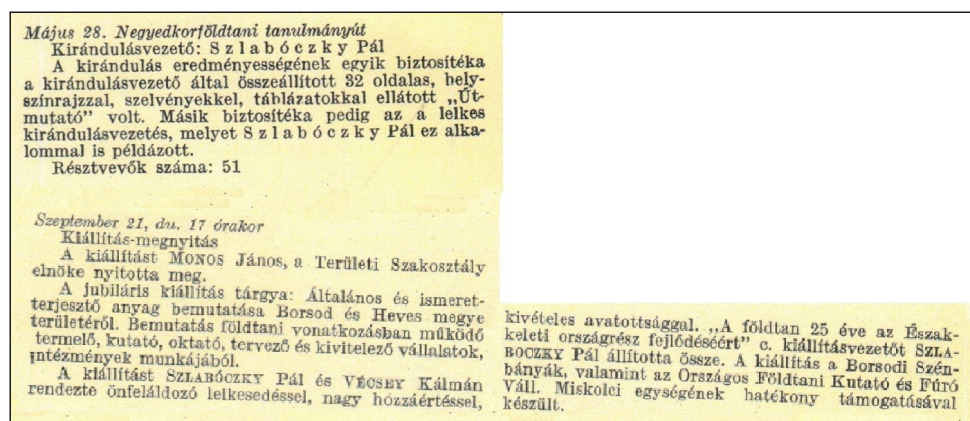 Május 28. Negyedkorföldtani tanulmányút
Kirándulásvezető: Szlabóczky Pál
A kirándulás eredményességének egyik biztosítéka
a kirándulásvezető által összeállított 32 oldalas, hely-
színrajzzal, szelvényekkel, táblázatokkal ellátott „Út-
mutató” volt. Másik biztosítéka pedig az a lelkes
kirándulásvezetés, melyet Szlabóczky Pál ez alka-
lommal is példázott.
Résztvevők száma: 51
Szeptember 21, du. 17 órakor
Kiállítás-megnyitás
A kiállítást MONOS János, a Területi Szakosztály
elnöke nyitotta meg.
A jubiláris kiállítás tárgya: Általános és ismeret-
terjesztő anyag bemutatása Borsod és Heves megye
területéről. Bemutatás földtani vonatkozásban működő
termelő, kutató, oktató, tervező és kivitelező vállalatok,
intézmények munkájából.
A kiállítást SZLABÓCZKY Pál és VÉCSEY Kálmán
rendezte önfeláldozó lelkesedéssel, nagy hozzáértéssel,
kivételes avatottsággal. „A földtan 25 éve az Észak-
keleti országrész fejlődéséért” c. kiállításvezetőt SZLA-
BOCZKY Pál állította össze. A kiállítás a Borsodi Szén-
bányák, valamint az Országos Földtani Kutató és Fúró
Váll. Miskolci egységének hatékony támogatásával
készült.